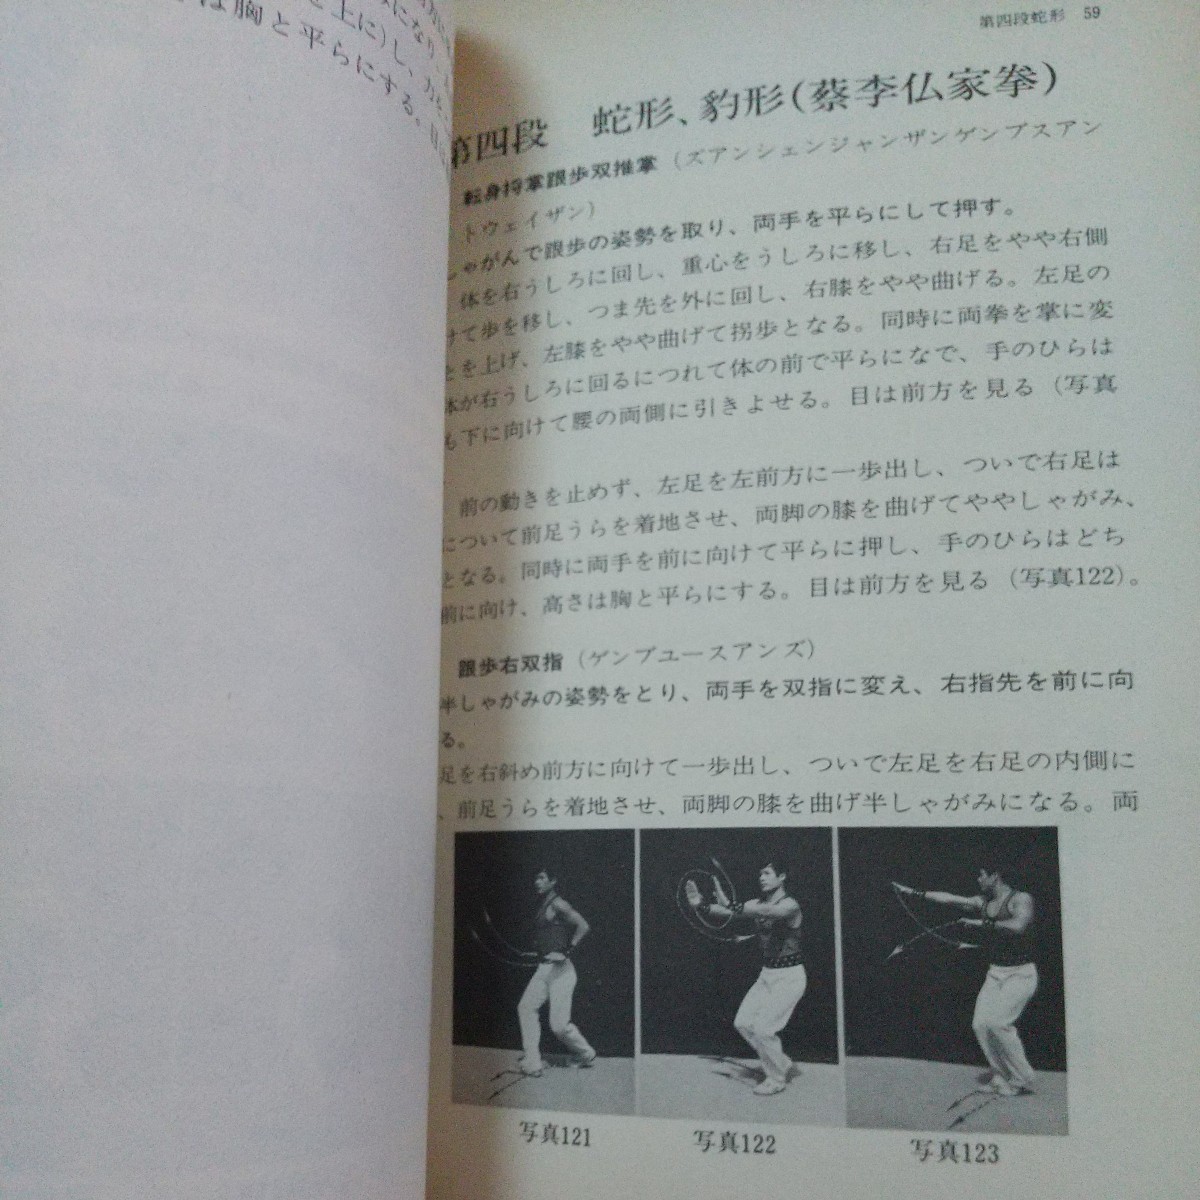 は胸と平らにする。
第四段蛇形 59
第四段 蛇形、豹形(蔡李仏家拳)
転身捋掌跟歩双推掌(ズアンシェンジャンザンゲンブスアン
トウェイザン)
しゃがんで跟歩の姿勢を取り、両手を平らにして押す。
体を右うしろに回し、重心をうしろに移し、右足をやや右側
けて歩を移し、つま先を外に回し、右膝をやや曲げる。左足の
とを上げ、左膝をやや曲げて拐歩となる。同時に両拳を掌に変
体が右うしろに回るにつれて体の前で平らになで、手のひらは
も下に向けて腰の両側に引きよせる。目は前方を見る(写真
前の動きを止めず、左足を左前方に一歩出し、ついで右足は
について前足うらを着地させ、両脚の膝を曲げてややしゃがみ、
となる。同時に両手を前に向けて平らに押し、手のひらはどち
前に向け、高さは胸と平らにする。目は前方を見る(写真122)。
跟歩右双指(ゲンブユースアンズ)
半しゃがみの姿勢をとり、両手を双指に変え、右指先を前に向
る。
足を右斜め前方に向けて一歩出し、ついで左足を右足の内側に
、前足うらを着地させ、両脚の膝を曲げ半しゃがみになる。両
写真121
写真122
写真123